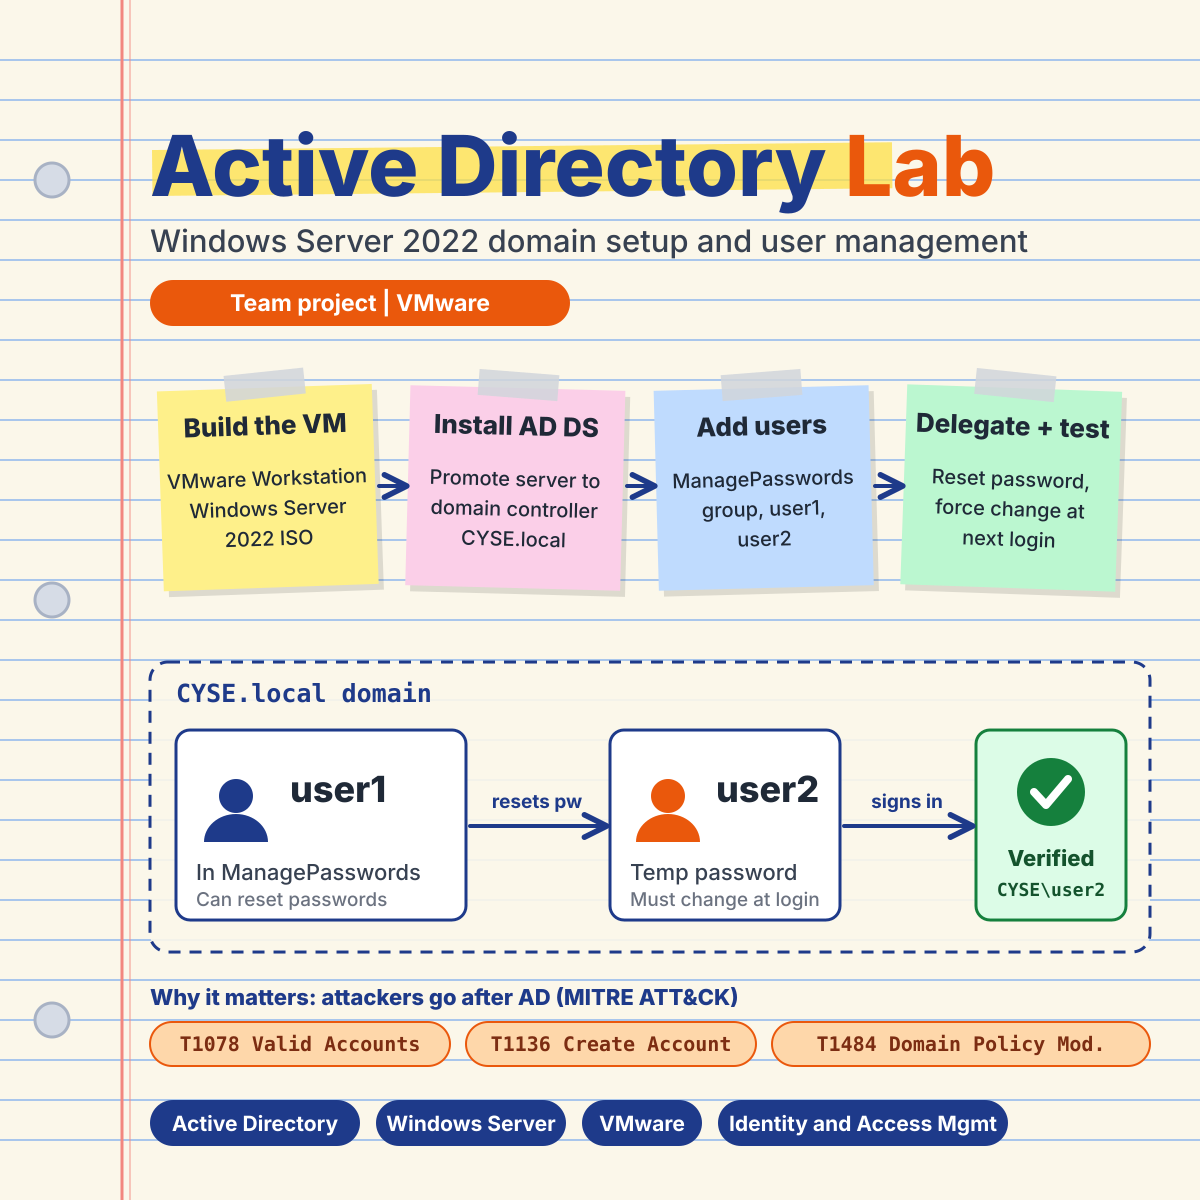 Active Directory Lab
Windows Server 2022 domain setup and user management
Team project | VMware
Build the VM
VMware Workstation
Windows Server
2022 ISO
Install AD DS
Promote server to
domain controller
CYSE.local
Add users
ManagePasswords
group, user1,
user2
Delegate + test
Reset password,
force change at
next login
CYSE.local domain
user1
In ManagePasswords
Can reset passwords
resets pw
user2
Temp password
Must change at login
signs in
Verified
CYSE\user2
Why it matters: attackers go after AD (MITRE ATT&CK)
T1078 Valid Accounts
T1136 Create Account
T1484 Domain Policy Mod.
Active Directory
Windows Server
VMware
Identity and Access Mgmt